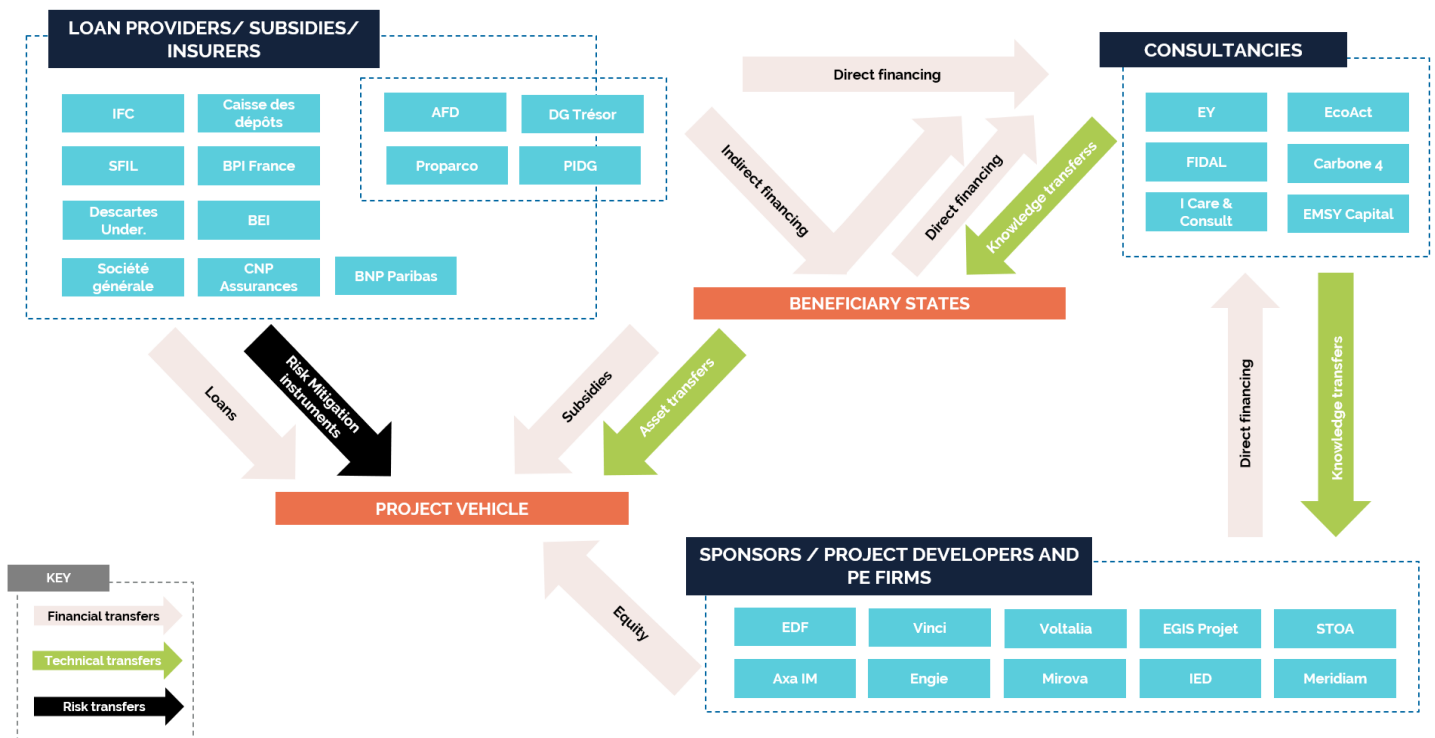 LOAN PROVIDERS/ SUBSIDIES/
INSURERS
IFC
Caisse des
dépôts
SFIL
BPI France
Descartes
Under.
BEI
Société
générale
CNP
Assurances
BNP Paribas
AFD
DG Trésor
Proparco
PIDG
Direct financing
Indirect financing
Direct financing
Knowledge transferss
CONSULTANCIES
EY
EcoAct
FIDAL
Carbone 4
I Care &
Consult
EMSY Capital
BENEFICIARY STATES
Loans
Risk Mitigation
instruments
Subsidies
Asset transfers
Direct financing
Knowledge transfers
PROJECT VEHICLE
Equity
SPONSORS / PROJECT DEVELOPERS AND
PE FIRMS
EDF
Vinci
Voltalia
EGIS Projet
STOA
Axa IM
Engie
Mirova
IED
Meridiam
KEY
Financial transfers
Technical transfers
Risk transfers